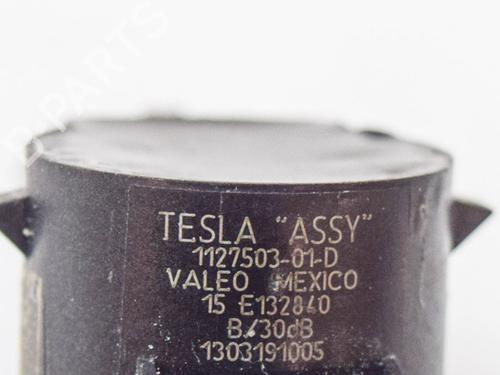 TESLA "ASSY"
1127503-01-D
VALEO MEXICO
15 E132840
B/30dB
1303191005